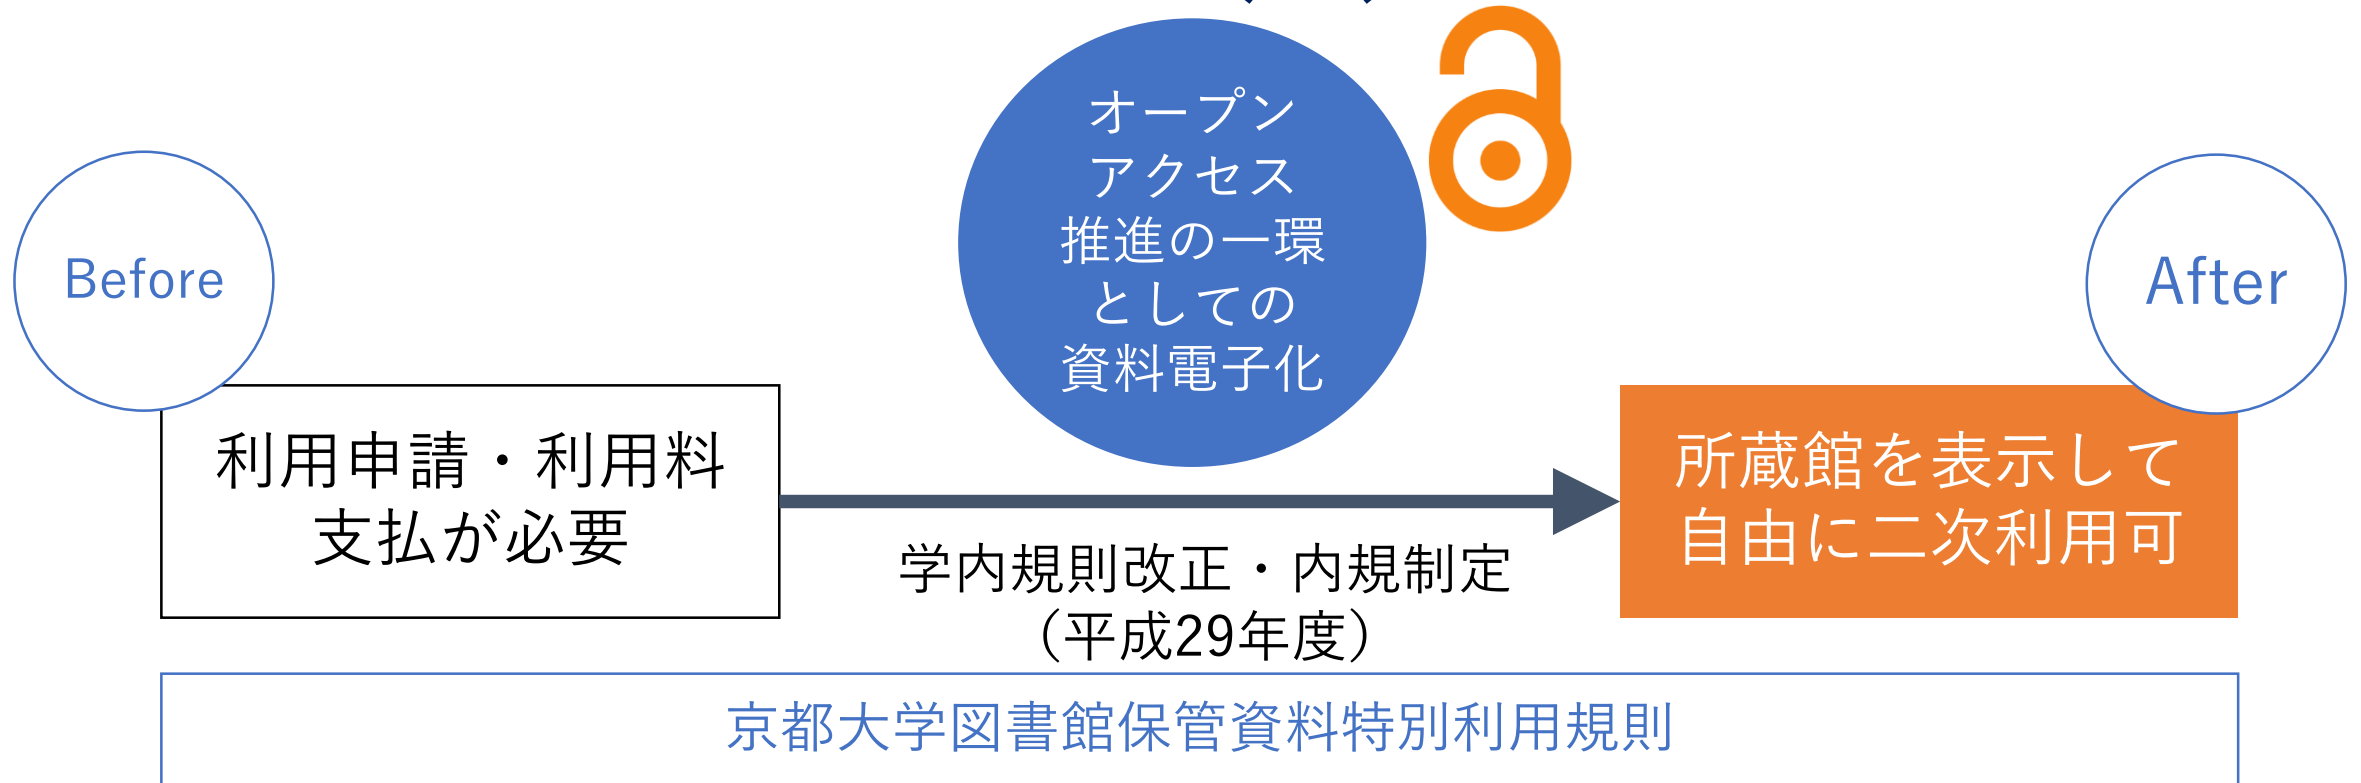 オープン
アクセス
推進の一環
としての
資料電子化
Before
After
利用申請・利用料
支払が必要
所蔵館を表示して
自由に二次利用可
学内規則改正・内規制定
（平成29年度）
京都大学図書館保管資料特別利用規則